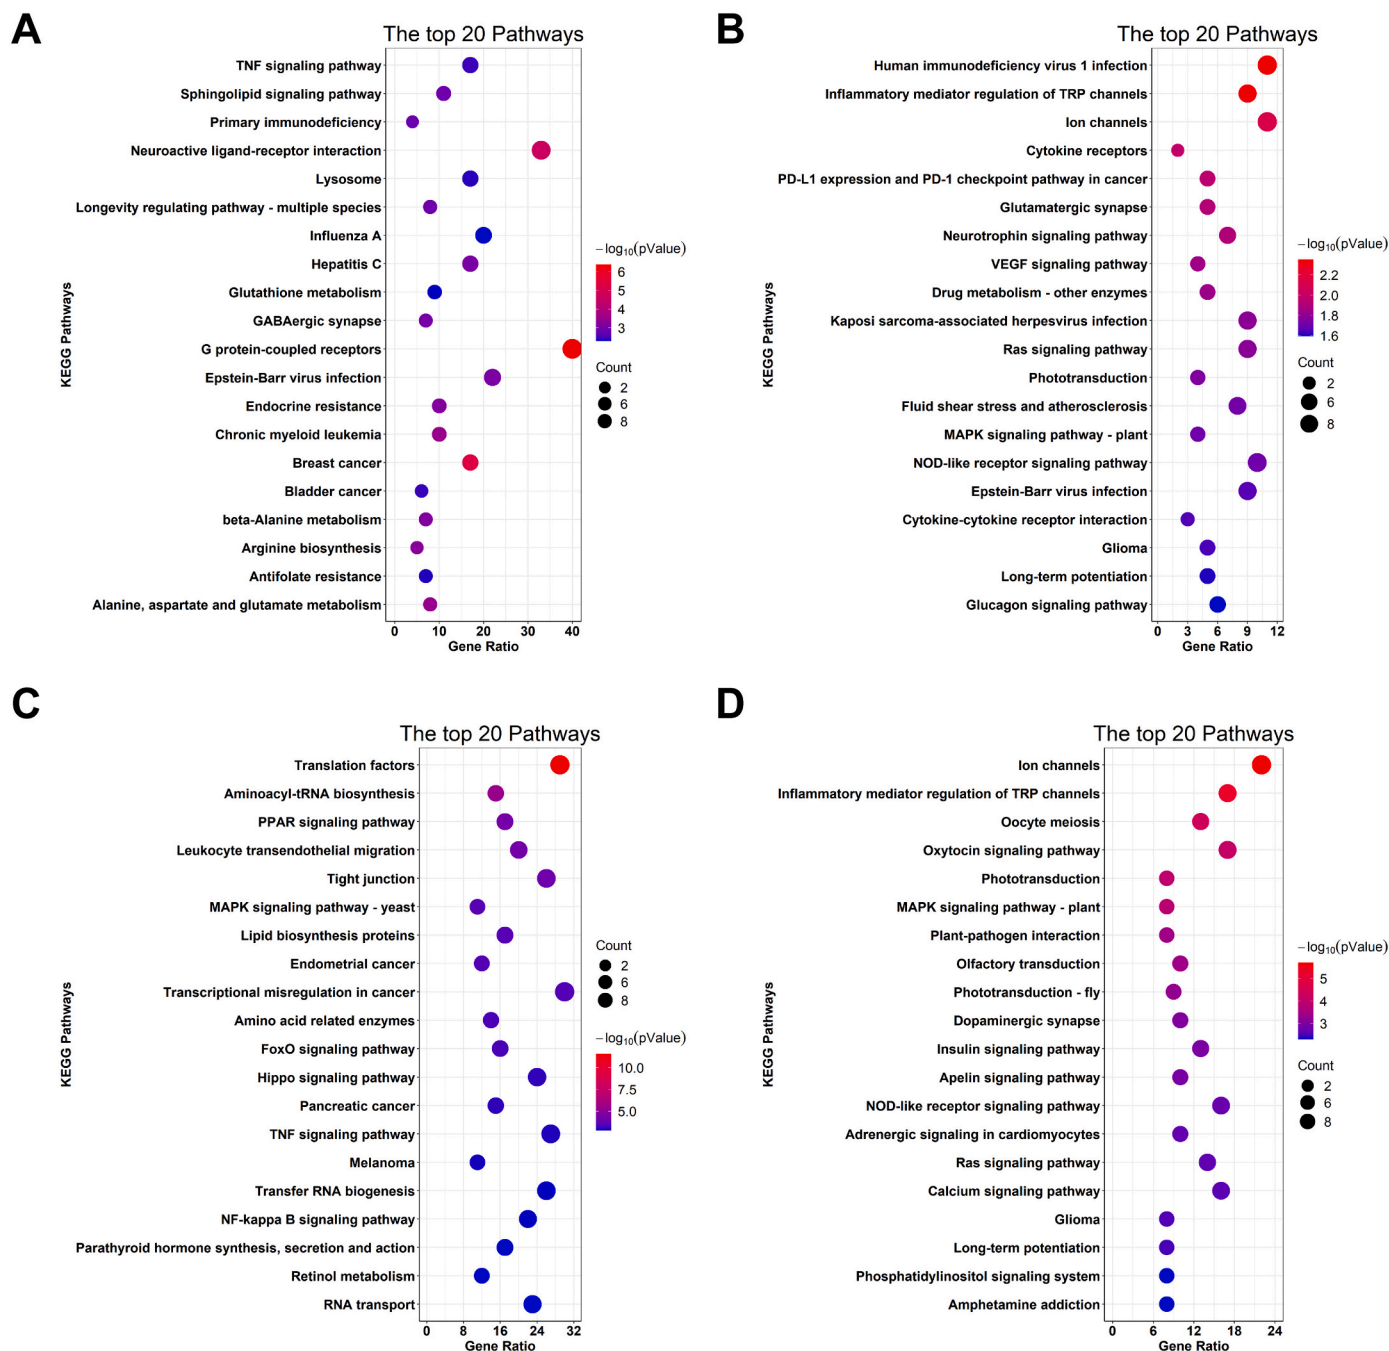 A
The top 20 Pathways
KEGG Pathways
TNF signaling pathway
Sphingolipid signaling pathway
Primary immunodeficiency
Neuroactive ligand-receptor interaction
Lysosome
Longevity regulating pathway - multiple species
Influenza A
Hepatitis C
Glutathione metabolism
GABAergic synapse
G protein-coupled receptors
Epstein-Barr virus infection
Endocrine resistance
Chronic myeloid leukemia
Breast cancer
Bladder cancer
beta-Alanine metabolism
Arginine biosynthesis
Antifolate resistance
Alanine, aspartate and glutamate metabolism
0 10 20 30 40
Gene Ratio
−log10(pValue)
6
5
4
3
Count
2
6
8
B
The top 20 Pathways
KEGG Pathways
Human immunodeficiency virus 1 infection
Inflammatory mediator regulation of TRP channels
Ion channels
Cytokine receptors
PD-L1 expression and PD-1 checkpoint pathway in cancer
Glutamatergic synapse
Neurotrophin signaling pathway
VEGF signaling pathway
Drug metabolism - other enzymes
Kaposi sarcoma-associated herpesvirus infection
Ras signaling pathway
Phototransduction
Fluid shear stress and atherosclerosis
MAPK signaling pathway - plant
NOD-like receptor signaling pathway
Epstein-Barr virus infection
Cytokine-cytokine receptor interaction
Glioma
Long-term potentiation
Glucagon signaling pathway
0 3 6 9 12
Gene Ratio
−log10(pValue)
2.2
2.0
1.8
1.6
Count
2
6
8
C
The top 20 Pathways
KEGG Pathways
Translation factors
Aminoacyl-tRNA biosynthesis
PPAR signaling pathway
Leukocyte transendothelial migration
Tight junction
MAPK signaling pathway - yeast
Lipid biosynthesis proteins
Endometrial cancer
Transcriptional misregulation in cancer
Amino acid related enzymes
FoxO signaling pathway
Hippo signaling pathway
Pancreatic cancer
TNF signaling pathway
Melanoma
Transfer RNA biogenesis
NF-kappa B signaling pathway
Parathyroid hormone synthesis, secretion and action
Retinol metabolism
RNA transport
0 8 16 24 32
Gene Ratio
Count
2
6
8
−log10(pValue)
10.0
7.5
5.0
D
The top 20 Pathways
KEGG Pathways
Ion channels
Inflammatory mediator regulation of TRP channels
Oocyte meiosis
Oxytocin signaling pathway
Phototransduction
MAPK signaling pathway - plant
Plant-pathogen interaction
Olfactory transduction
Phototransduction - fly
Dopaminergic synapse
Insulin signaling pathway
Apelin signaling pathway
NOD-like receptor signaling pathway
Adrenergic signaling in cardiomyocytes
Ras signaling pathway
Calcium signaling pathway
Glioma
Long-term potentiation
Phosphatidylinositol signaling system
Amphetamine addiction
0 6 12 18 24
Gene Ratio
−log10(pValue)
5
4
3
Count
2
6
8